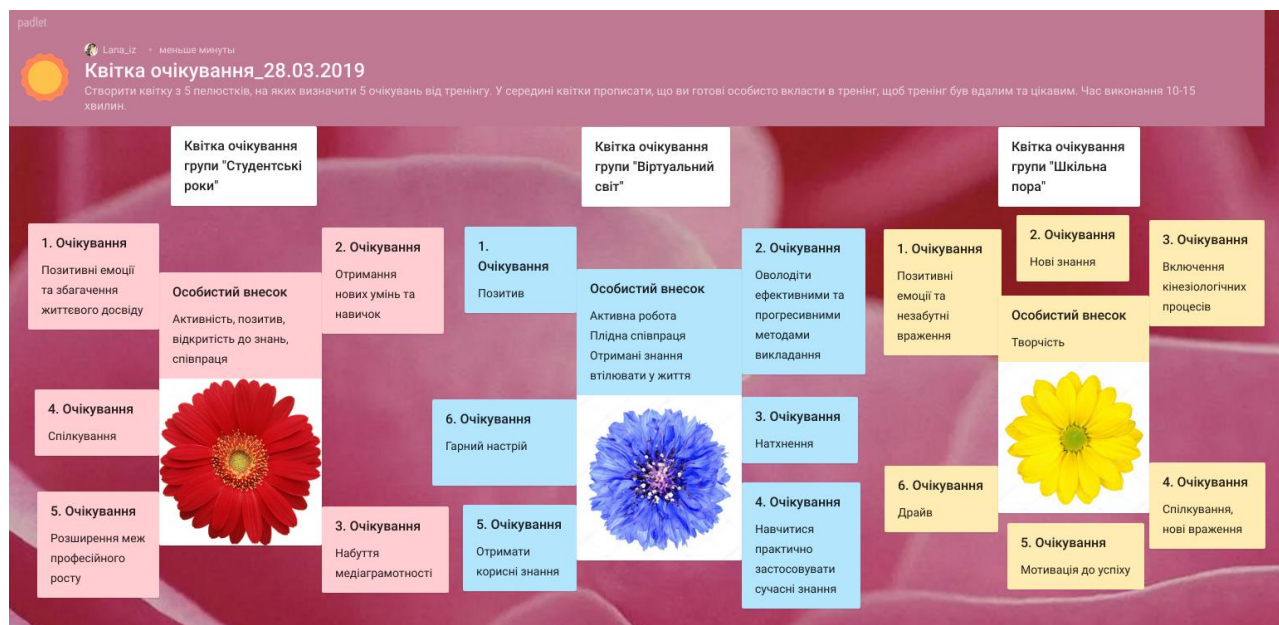 padlet
Lana_iz • меньше минуты
Квітка очікування_28.03.2019
Створити квітку з 5 пелюстків, на яких визначити 5 очікувань від тренінгу. У середині квітки прописати, що ви готові особисто вкласти в тренінг, щоб тренінг був вдалим та цікавим. Час виконання 10-15
хвилин.
Квітка очікування
групи "Студентські
роки"
1. Очікування
Позитивні емоції
та збагачення
життєвого досвіду
Особистий внесок
Активність, позитив,
відкритість до знань,
співпраця
2. Очікування
Отримання
нових умінь та
навичок
4. Очікування
Спілкування
5. Очікування
Розширення меж
професійного
росту
3. Очікування
Набуття
медіаграмотності
Квітка очікування
групи "Віртуальний
світ"
1.
Очікування
Позитив
Особистий внесок
Активна робота
Плідна співпраця
Отримані знання
втілювати у життя
2. Очікування
Оволодіти
ефективними та
прогресивними
методами
викладання
6. Очікування
Гарний настрій
3. Очікування
Натхнення
5. Очікування
Отримати
корисні знання
4. Очікування
Навчитися
практично
застосовувати
сучасні знання
Квітка очікування
групи "Шкільна
пора"
1. Очікування
Позитивні
емоції та
незабутні
враження
2. Очікування
Нові знання
3. Очікування
Включення
кінезіологічних
процесів
Особистий внесок
Творчість
6. Очікування
Драйв
4. Очікування
Спілкування,
нові враження
5. Очікування
Мотивація до успіху